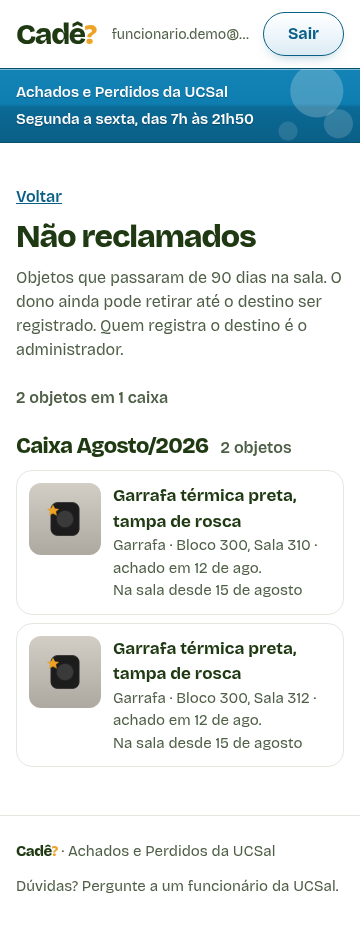 Cadê?
funcionario.demo@...
Sair
Achados e Perdidos da UCSal
Segunda a sexta, das 7h às 21h50
Voltar
Não reclamados
Objetos que passaram de 90 dias na sala. O
dono ainda pode retirar até o destino ser
registrado. Quem registra o destino é o
administrador.
2 objetos em 1 caixa
Caixa Agosto/2026 2 objetos
Garrafa térmica preta,
tampa de rosca
Garrafa · Bloco 300, Sala 310 ·
achado em 12 de ago.
Na sala desde 15 de agosto
Garrafa térmica preta,
tampa de rosca
Garrafa · Bloco 300, Sala 312 ·
achado em 12 de ago.
Na sala desde 15 de agosto
Cadê? · Achados e Perdidos da UCSal
Dúvidas? Pergunte a um funcionário da UCSal.